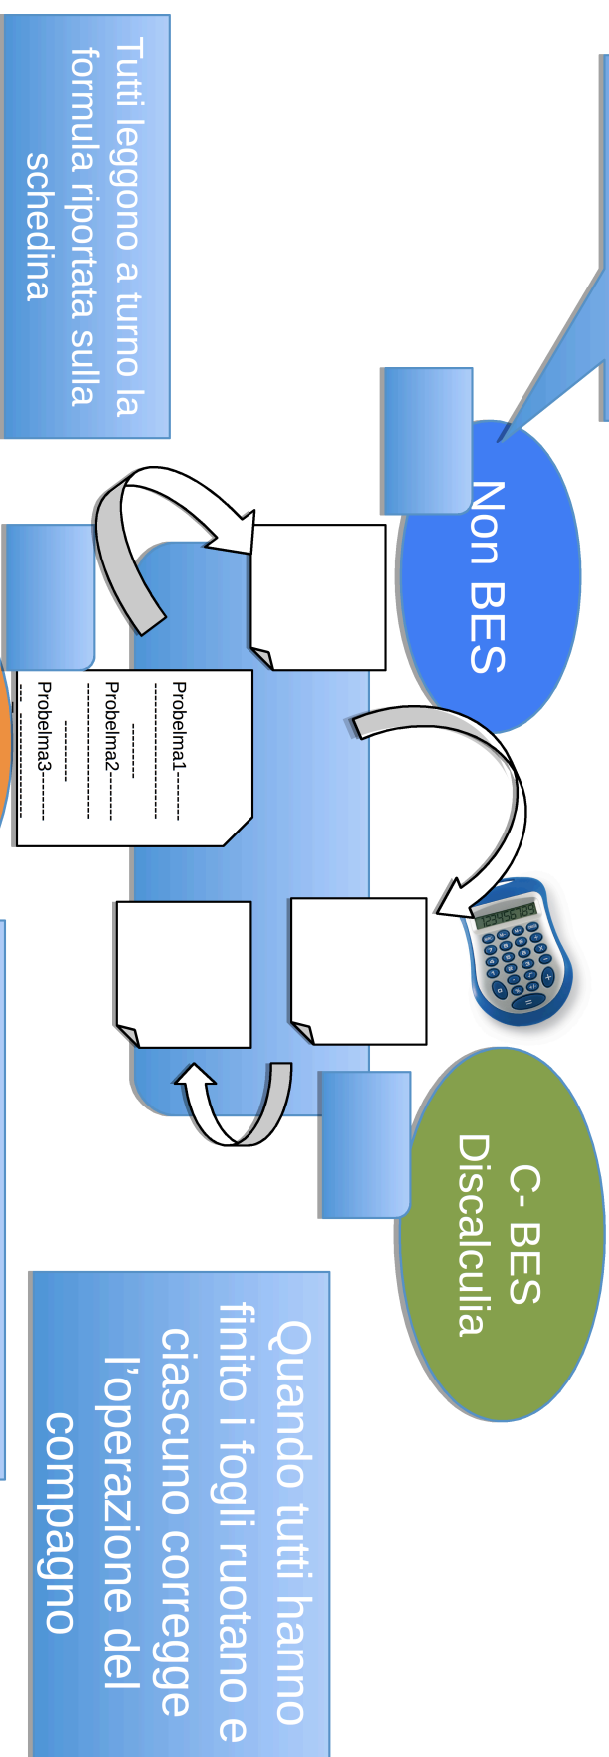 Non BES
C- BES
Discalculia
Tutti leggono a turno la
formula riportata sulla
schedina
Probelma1--------
------------------------
---------
Probelma2--------
------------------------
----------
Probelma3--------
------------------------
Quando tutti hanno
finito i fogli ruotano e
ciascuno corregge
l’operazione del
compagno